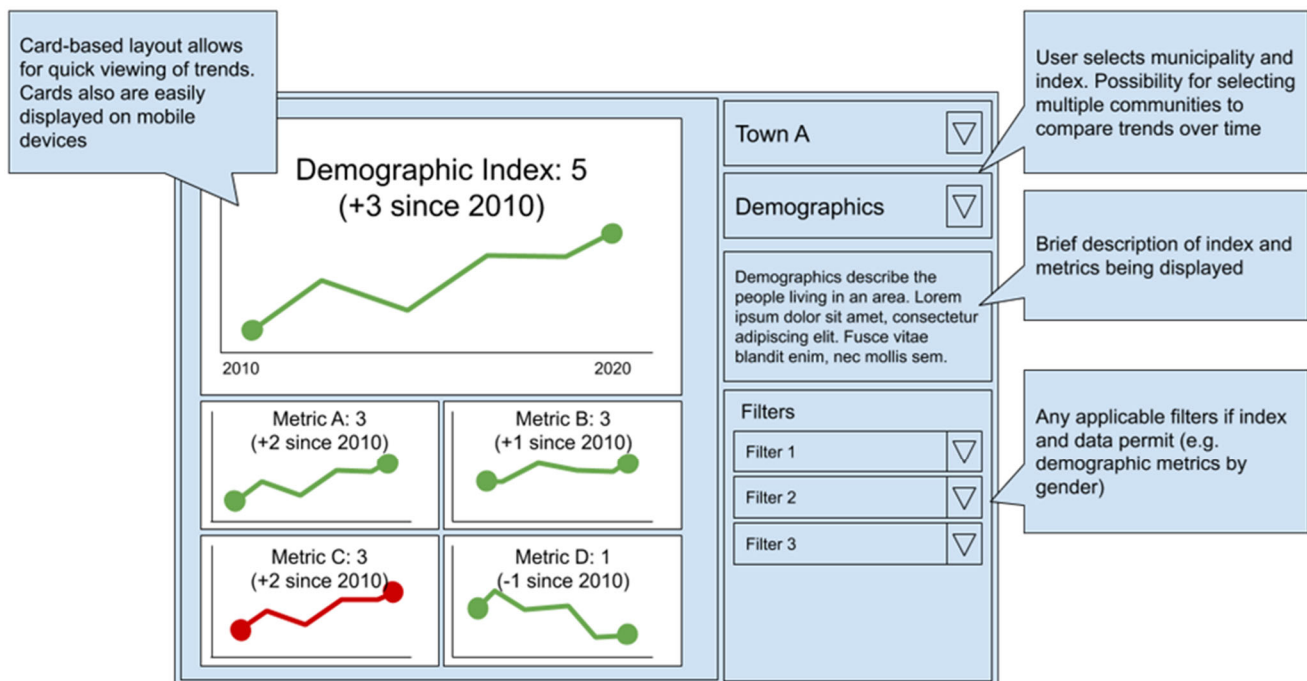 Card-based layout allows
for quick viewing of trends.
Cards also are easily
displayed on mobile
devices
Demographic Index: 5
(+3 since 2010)
2010
2020
Metric A: 3
(+2 since 2010)
Metric B: 3
(+1 since 2010)
Metric C: 3
(+2 since 2010)
Metric D: 1
(-1 since 2010)
Town A
Demographics
Demographics describe the
people living in an area. Lorem
ipsum dolor sit amet, consectetur
adipiscing elit. Fusce vitae
blandit enim, nec mollis sem.
Filters
Filter 1
Filter 2
Filter 3
User selects municipality and
index. Possibility for selecting
multiple communities to
compare trends over time
Brief description of index and
metrics being displayed
Any applicable filters if index
and data permit (e.g.
demographic metrics by
gender)